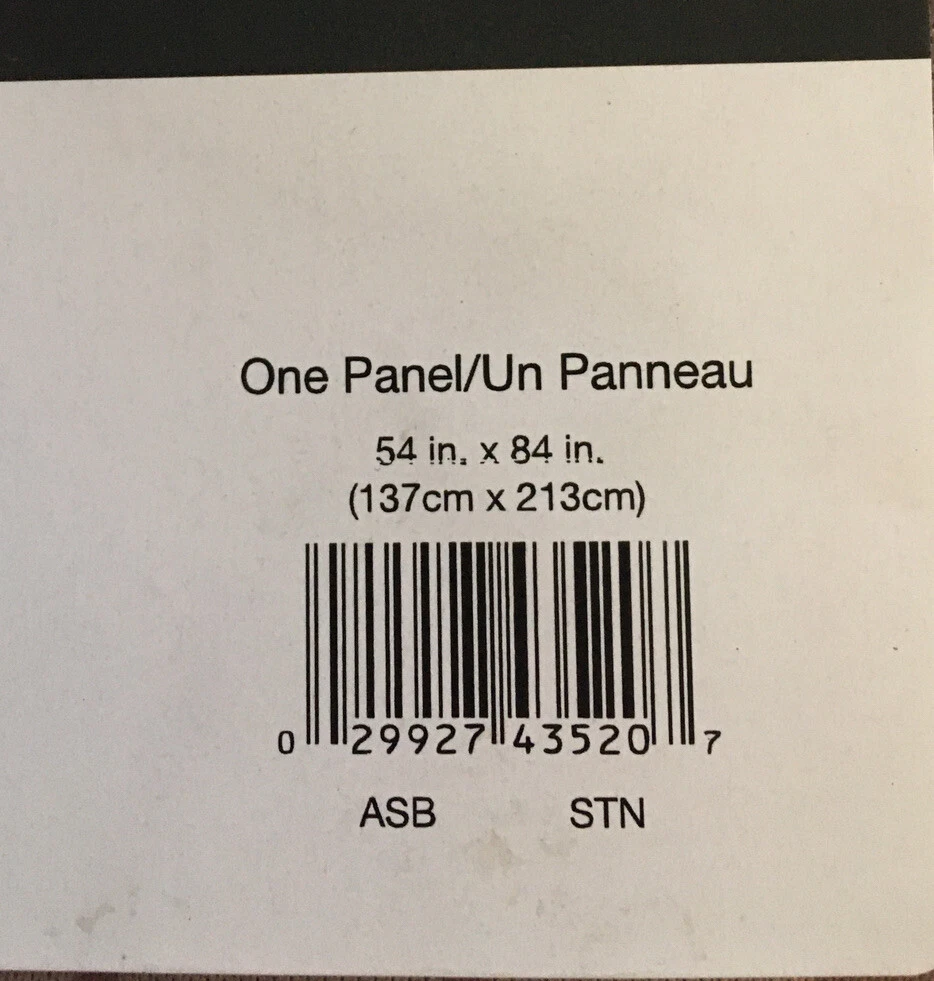 One Panel/Un Panneau
54 in. x 84 in.
(137cm x 213cm)
0 29927 43520 7
ASB STN